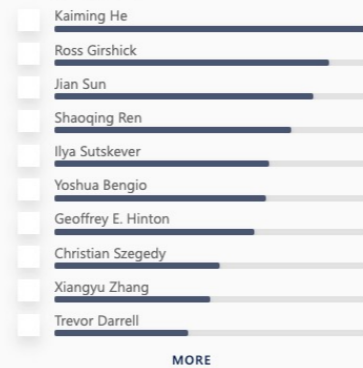 Kaiming He
Ross Girshick
Jian Sun
Shaoqing Ren
Ilya Sutskever
Yoshua Bengio
Geoffrey E. Hinton
Christian Szegedy
Xiangyu Zhang
Trevor Darrell
MORE